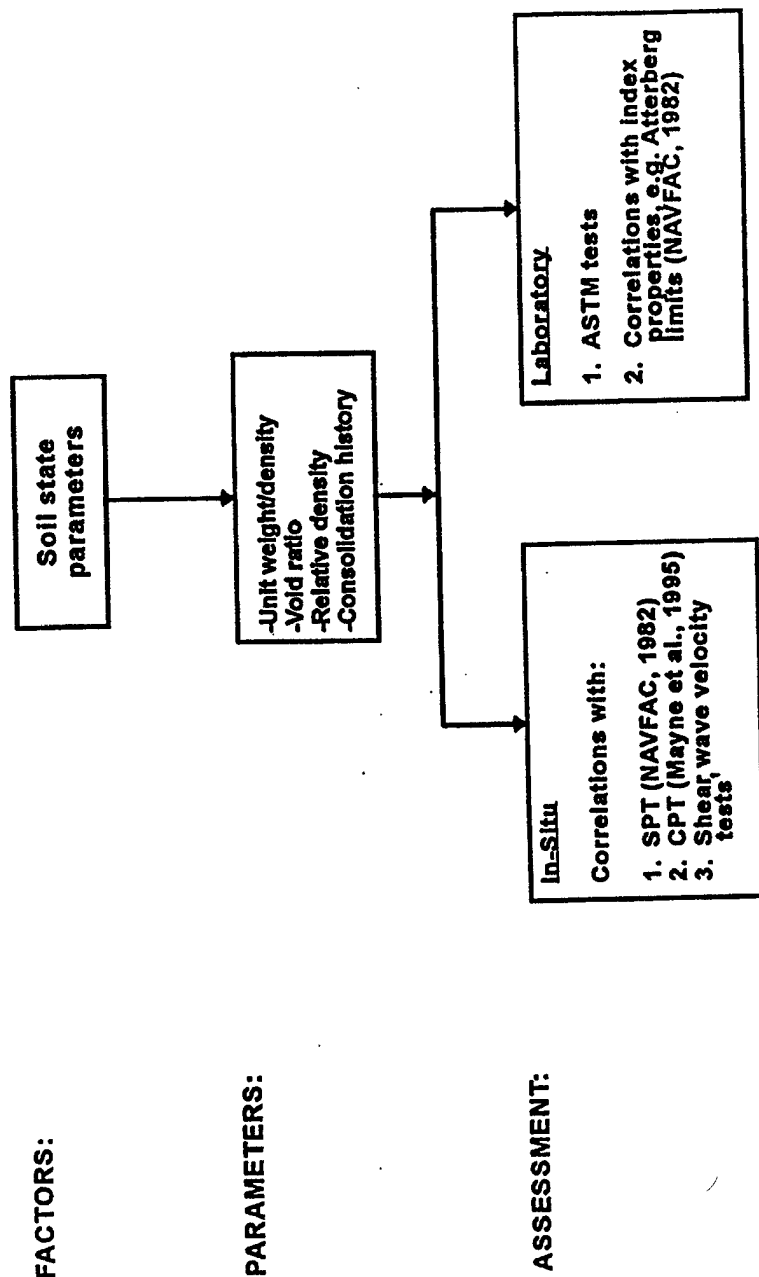 FACTORS:
Soil state
parameters
PARAMETERS:
-Unit weight/density
-Void ratio
-Relative density
-Consolidation history
ASSESSMENT:
In-Situ
Correlations with:
1. SPT (NAVFAC, 1982)
2. CPT (Mayne et al., 1995)
3. Shear wave velocity
tests
Laboratory
1. ASTM tests
2. Correlations with index
properties, e.g. Atterberg
limits (NAVFAC, 1982)